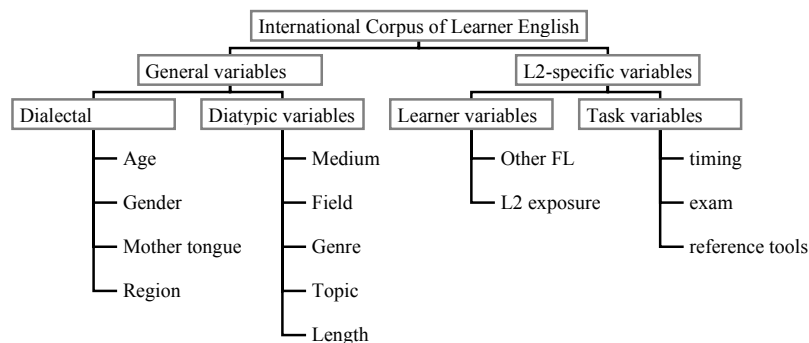 International Corpus of Learner English
General variables
L2-specific variables
Dialectal
Diatypic variables
Learner variables
Task variables
Age
Gender
Mother tongue
Region
Medium
Field
Genre
Topic
Length
Other FL
L2 exposure
timing
exam
reference tools